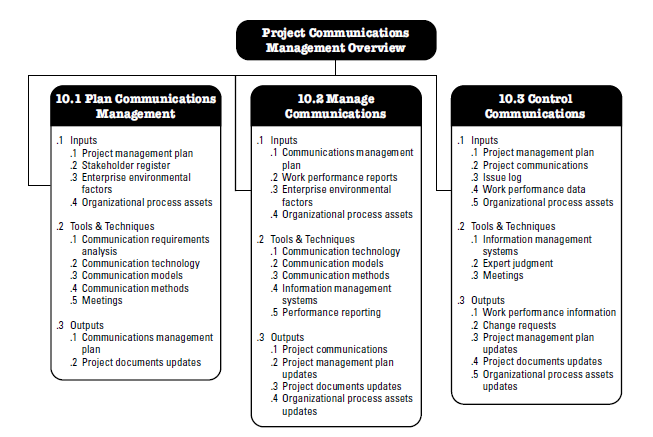 Project Communications
Management Overview
10.1 Plan Communications
Management
.1 Inputs
.1 Project management plan
.2 Stakeholder register
.3 Enterprise environmental
factors
.4 Organizational process assets
.2 Tools & Techniques
.1 Communication requirements
analysis
.2 Communication technology
.3 Communication models
.4 Communication methods
.5 Meetings
.3 Outputs
.1 Communications management
plan
.2 Project documents updates
10.2 Manage
Communications
.1 Inputs
.1 Communications management
plan
.2 Work performance reports
.3 Enterprise environmental
factors
.4 Organizational process assets
.2 Tools & Techniques
.1 Communication technology
.2 Communication models
.3 Communication methods
.4 Information management
systems
.5 Performance reporting
.3 Outputs
.1 Project communications
.2 Project management plan
updates
.3 Project documents updates
.4 Organizational process assets
updates
10.3 Control
Communications
.1 Inputs
.1 Project management plan
.2 Project communications
.3 Issue log
.4 Work performance data
.5 Organizational process assets
.2 Tools & Techniques
.1 Information management
systems
.2 Expert judgment
.3 Meetings
.3 Outputs
.1 Work performance information
.2 Change requests
.3 Project management plan
updates
.4 Project documents updates
.5 Organizational process assets
updates